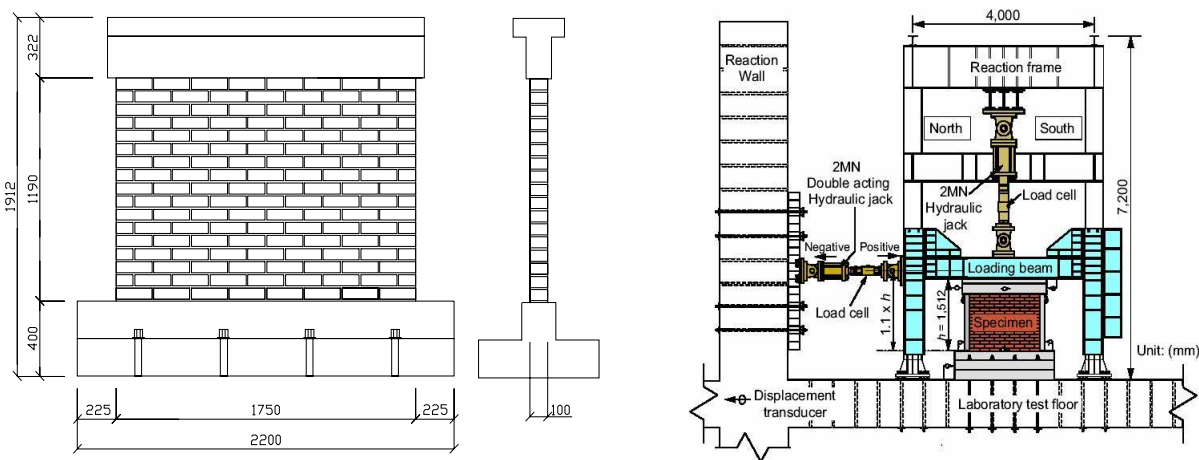 322
1190
1912
400
225
1750
225
2200
100
4,000
Reaction
Wall
Reaction frame
North
South
2MN
Double acting
Hydraulic jack
2MN
Hydraulic
jack
Load cell
7,200
Negative
Positive
Loading beam
Load cell
1.1 x h
h = 1,512
Specimen
Unit: (mm)
Displacement
transducer
Laboratory test floor